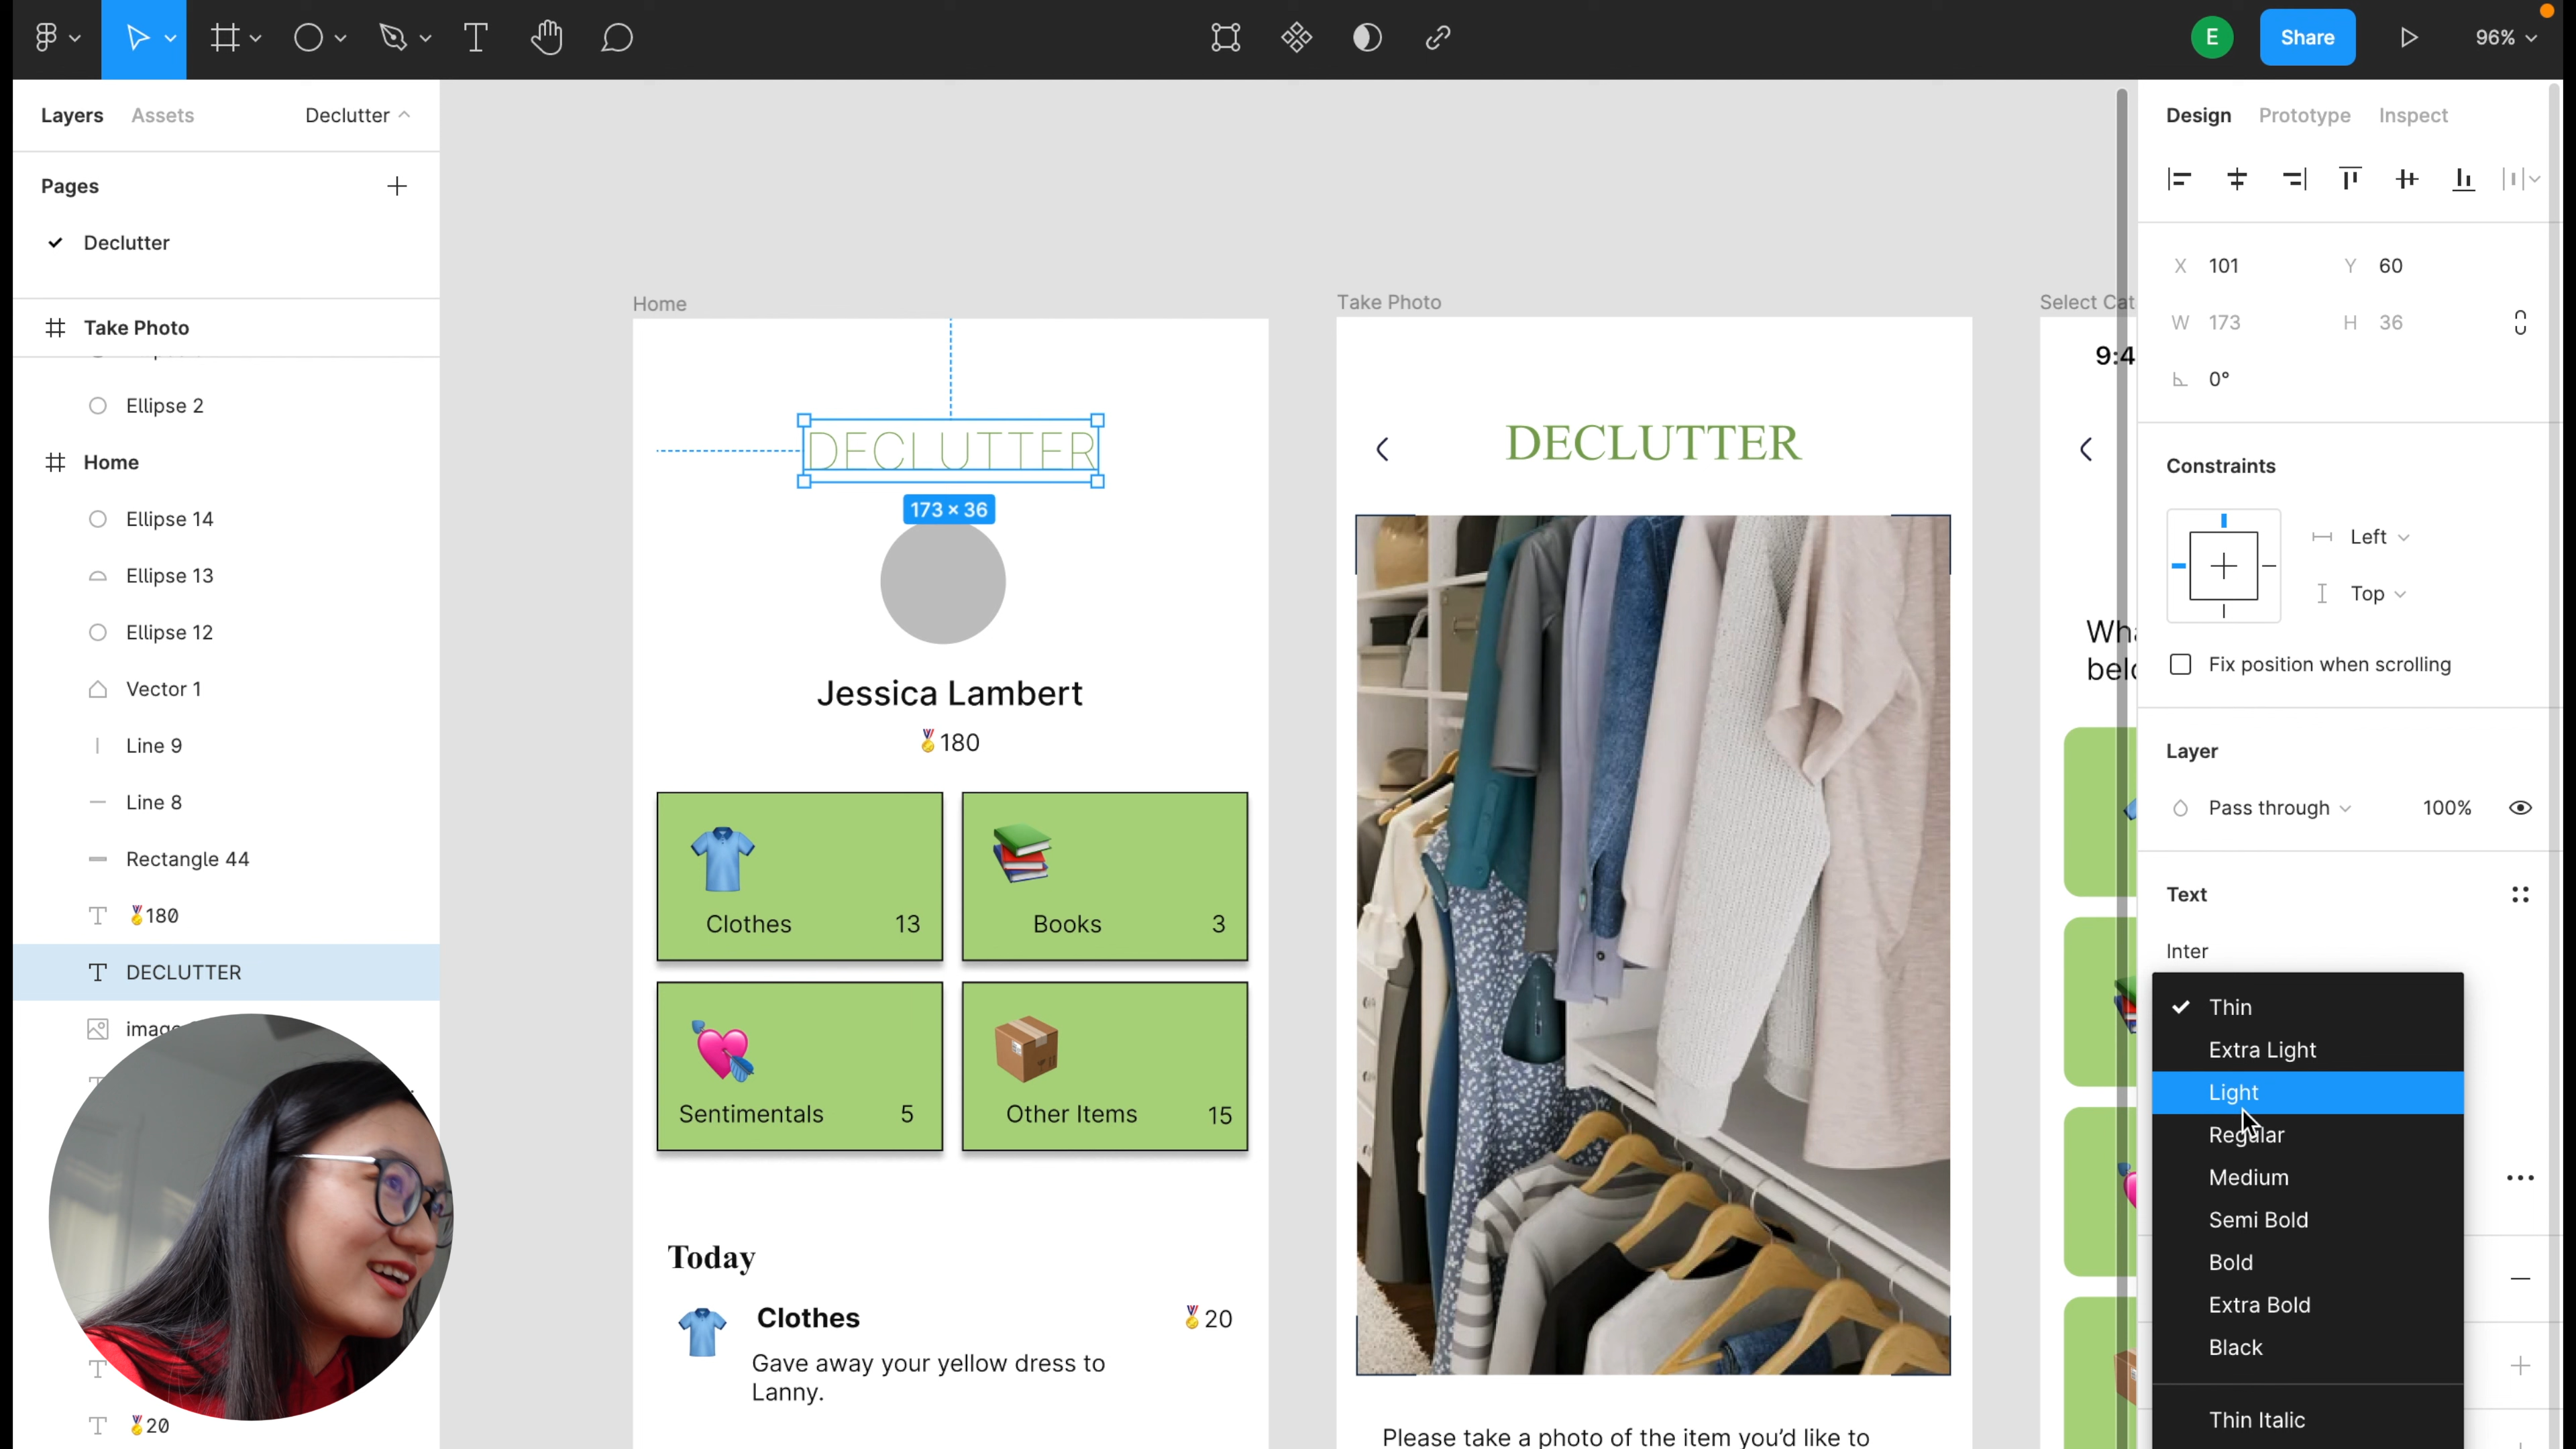 E
Share
96%
Layers
Assets
Declutter
Pages
Declutter
Take Photo
Ellipse 2
Home
Ellipse 14
Ellipse 13
Ellipse 12
Vector 1
Line 9
Line 8
Rectangle 44
🏅180
DECLUTTER
🏅20
Home
DECLUTTER
173 × 36
Jessica Lambert
🏅180
Clothes 13
Books 3
Sentimentals 5
Other Items 15
Today
Clothes
🏅20
Gave away your yellow dress to
Lanny.
Take Photo
DECLUTTER
Please take a photo of the item you’d like to
Select Cat
9:4
Design
Prototype
Inspect
X 101
Y 60
W 173
H 36
0°
Constraints
Left
Top
Fix position when scrolling
Layer
Pass through
100%
Text
Inter
Thin
Extra Light
Light
Regular
Medium
Semi Bold
Bold
Extra Bold
Black
Thin Italic